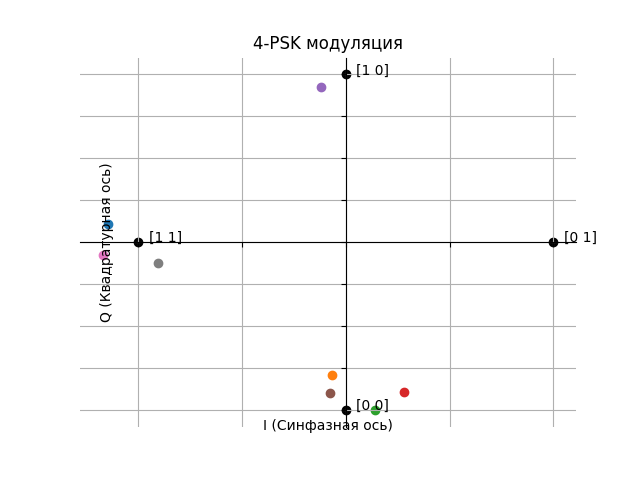 4-PSK модуляция
[1 0]
Q (Квадратурная ось)
[1 1]
[0 1]
[0 0]
I (Синфазная ось)